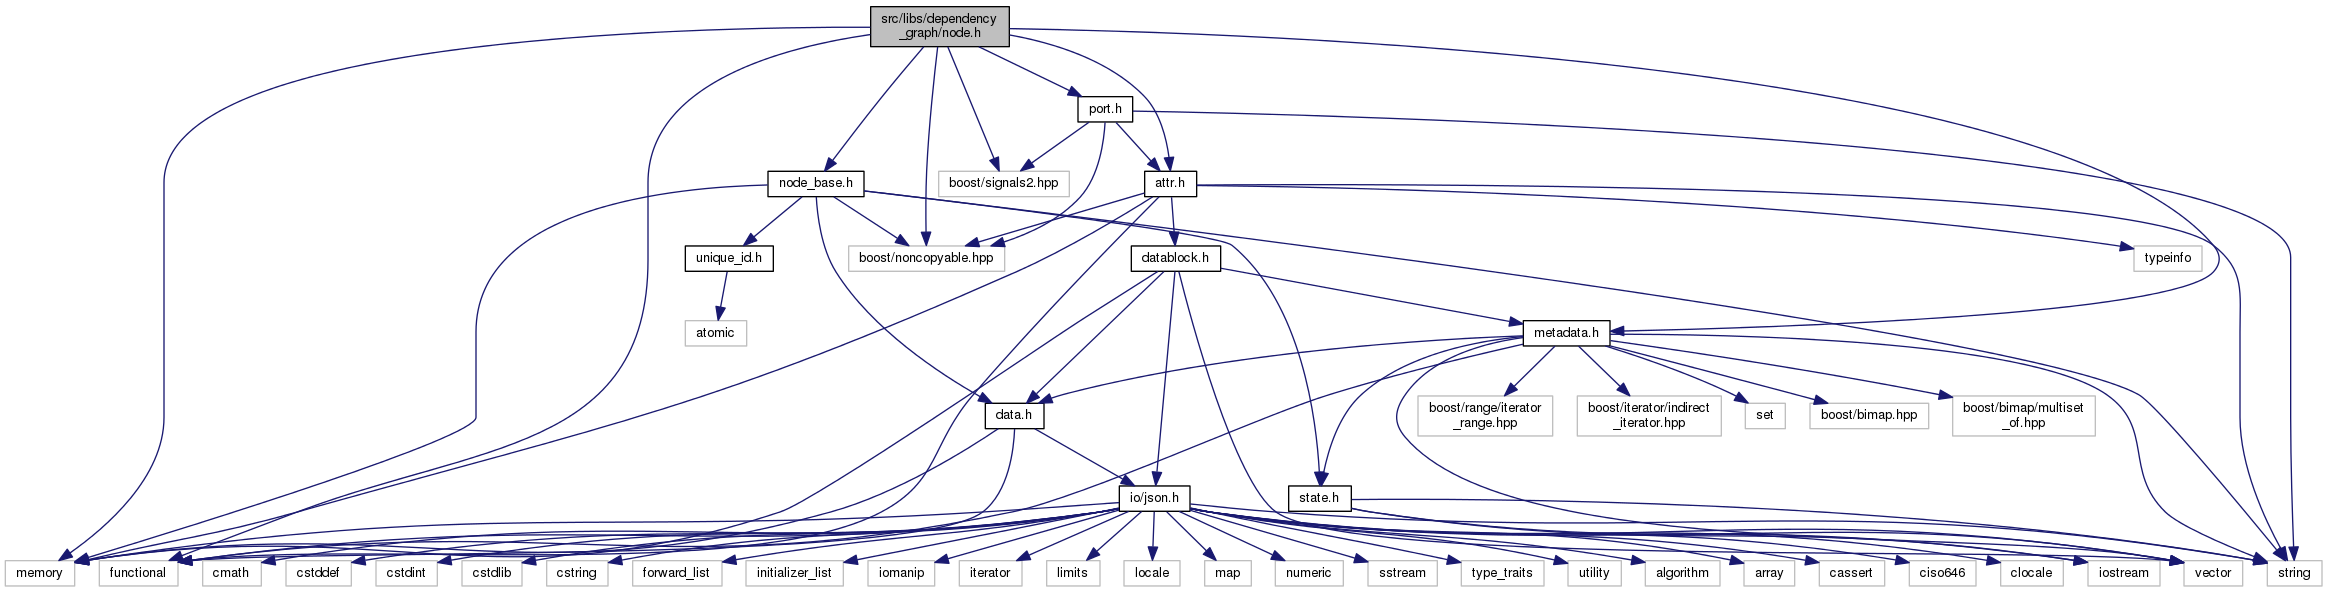 src/libs/dependency
_graph/node.h
port.h
node_base.h
boost/signals2.hpp
attr.h
unique_id.h
boost/noncopyable.hpp
datablock.h
typeinfo
atomic
metadata.h
data.h
boost/range/iterator
_range.hpp
boost/iterator/indirect
_iterator.hpp
set
boost/bimap.hpp
boost/bimap/multiset
_of.hpp
io/json.h
state.h
memory
functional
cmath
cstddef
cstdint
cstdlib
cstring
forward_list
initializer_list
iomanip
iterator
limits
locale
map
numeric
sstream
type_traits
utility
algorithm
array
cassert
ciso646
clocale
iostream
vector
string